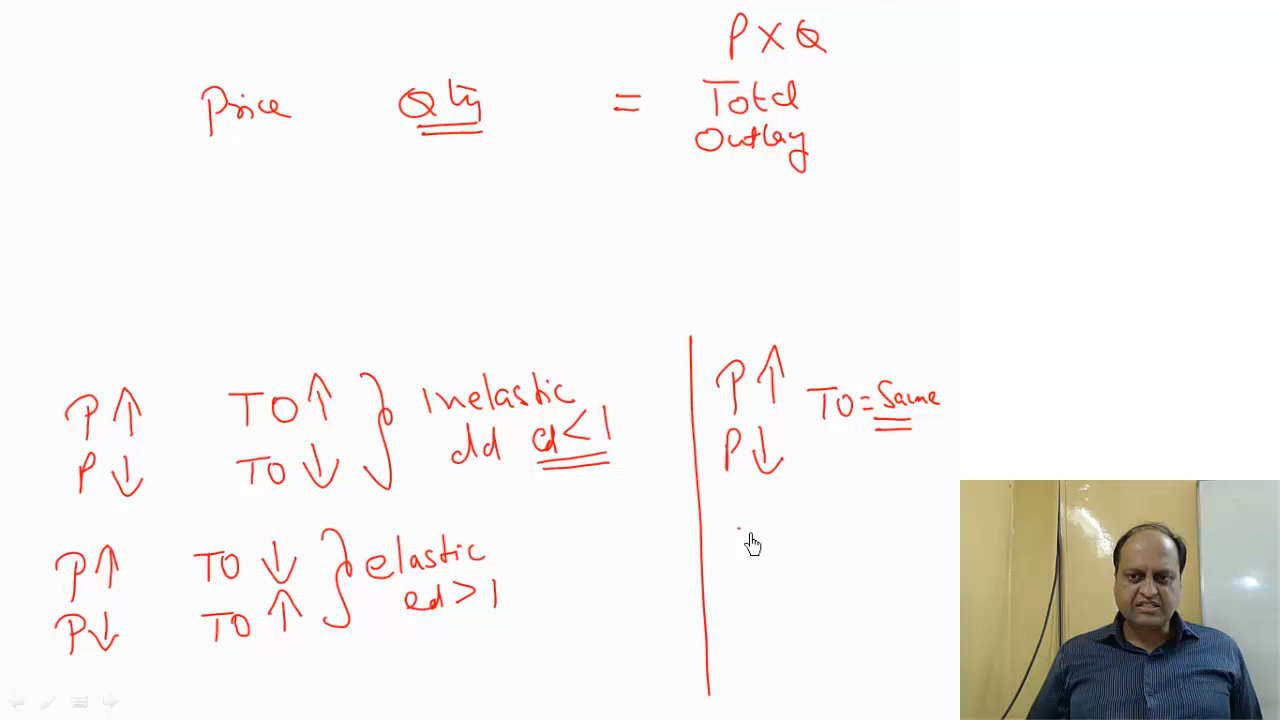 P X Q
Price Qty = Total
Outlay
P↑ TO↑ } Inelastic
P↓ TO↓ dd ed<1
P↑ TO↓ } elastic
P↓ TO↑ ed>1
P↑ TO = Same
P↓